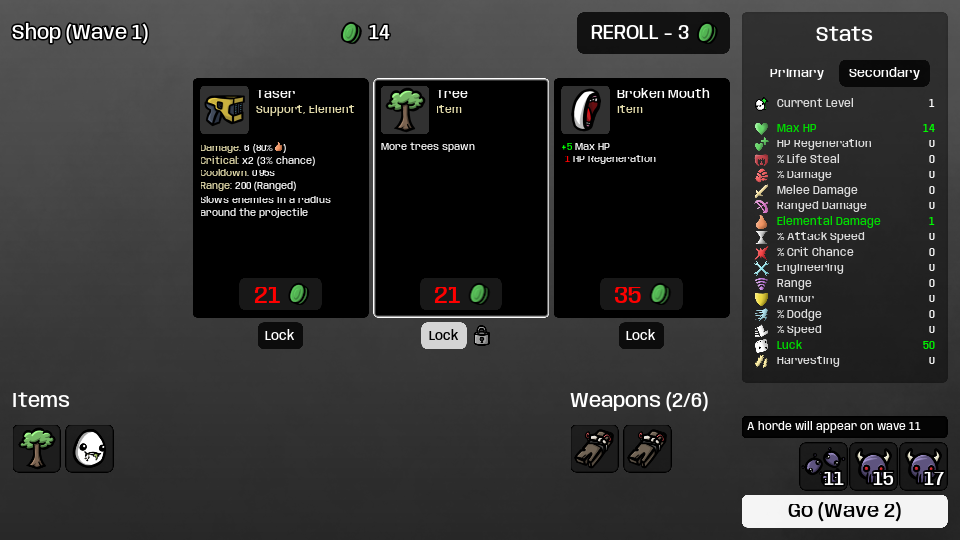 Shop (Wave 1)
14
REROLL - 3
Taser
Support, Element
Damage: 6 (80%)
Critical: x2 (3% chance)
Cooldown: 0.95s
Range: 200 (Ranged)
Slows enemies in a radius
around the projectile
21
Lock
Tree
Item
More trees spawn
21
Lock
Broken Mouth
Item
+5 Max HP
1 HP Regeneration
35
Lock
Stats
Primary
Secondary
Current Level 1
Max HP 14
HP Regeneration 0
% Life Steal 0
% Damage 0
Melee Damage 0
Ranged Damage 0
Elemental Damage 1
% Attack Speed 0
% Crit Chance 0
Engineering 0
Range 0
Armor 0
% Dodge 0
% Speed 0
Luck 50
Harvesting 0
Items
Weapons (2/6)
A horde will appear on wave 11
11
15
17
Go (Wave 2)